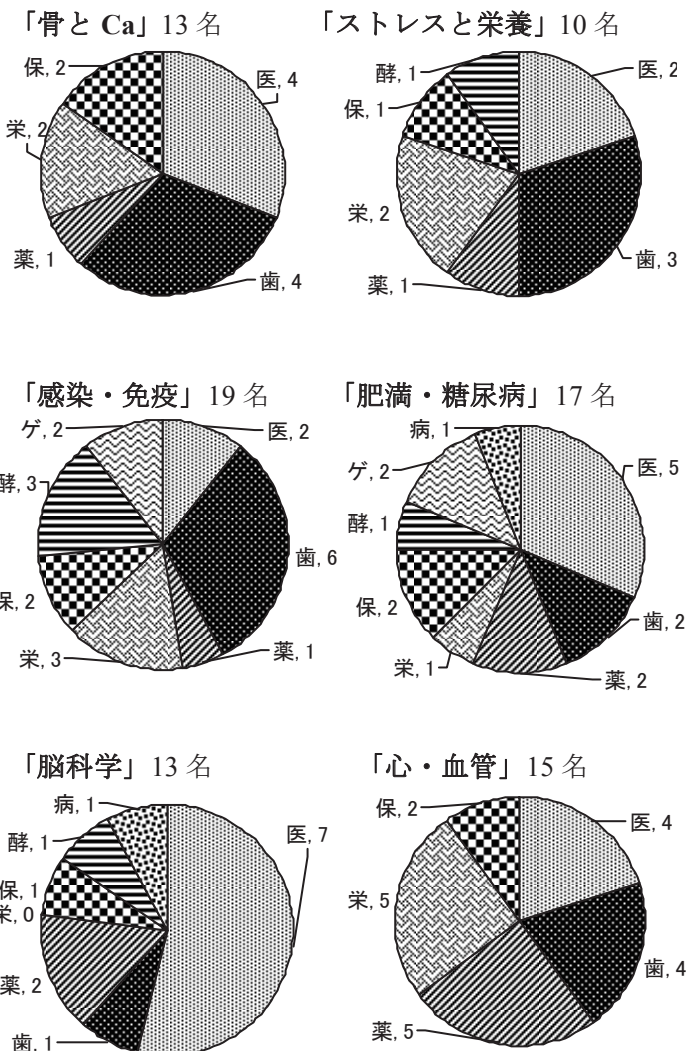 「骨と Ca」13 名
保, 2
医, 4
栄, 2
薬, 1
歯, 4
「ストレスと栄養」10 名
酵, 1
医, 2
保, 1
栄, 2
歯, 3
薬, 1
「感染・免疫」19 名
ゲ, 2
医, 2
酵, 3
歯, 6
保, 2
栄, 3
薬, 1
「肥満・糖尿病」17 名
病, 1
ゲ, 2
医, 5
酵, 1
保, 2
歯, 2
栄, 1
薬, 2
「脳科学」13 名
病, 1
医, 7
酵, 1
保, 1
栄, 0
薬, 2
歯, 1
「心・血管」15 名
保, 2
医, 4
栄, 5
歯, 4
薬, 5